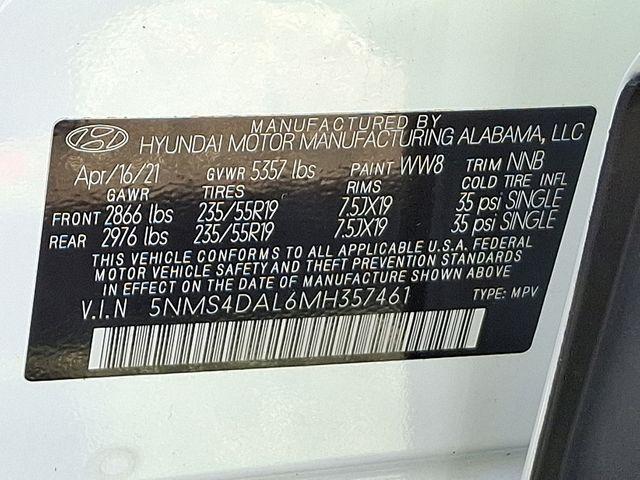 MANUFACTURED BY
HYUNDAI MOTOR MANUFACTURING ALABAMA, LLC
Apr/16/21 GVWR 5357 lbs PAINT WW8 TRIM NNB
GAWR TIRES RIMS COLD TIRE INFL
FRONT 2866 lbs 235/55R19 7.5JX19 35 psi SINGLE
REAR 2976 lbs 235/55R19 7.5JX19 35 psi SINGLE
THIS VEHICLE CONFORMS TO ALL APPLICABLE U.S.A. FEDERAL
MOTOR VEHICLE SAFETY AND THEFT PREVENTION STANDARDS
IN EFFECT ON THE DATE OF MANUFACTURE SHOWN ABOVE.
V.I.N 5NMS4DAL6MH357461 TYPE: MPV